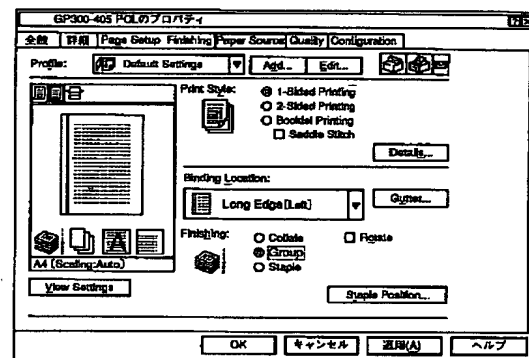 GP300-405 POLのプロパティ
全般 詳細 Page Setup Finishing Paper Source Quality Configuration
Profile: Default Settings Add... Edit...
Print Style: 1-Sided Printing
2-Sided Printing
Booklet Printing
Saddle Stitch
Details...
Binding Location:
Long Edge [Left] Gutter...
Finishing: Collate Rotate
Group
Staple
A4 [Scaling:Auto]
View Settings Staple Position...
OK キャンセル 適用(A) ヘルプ